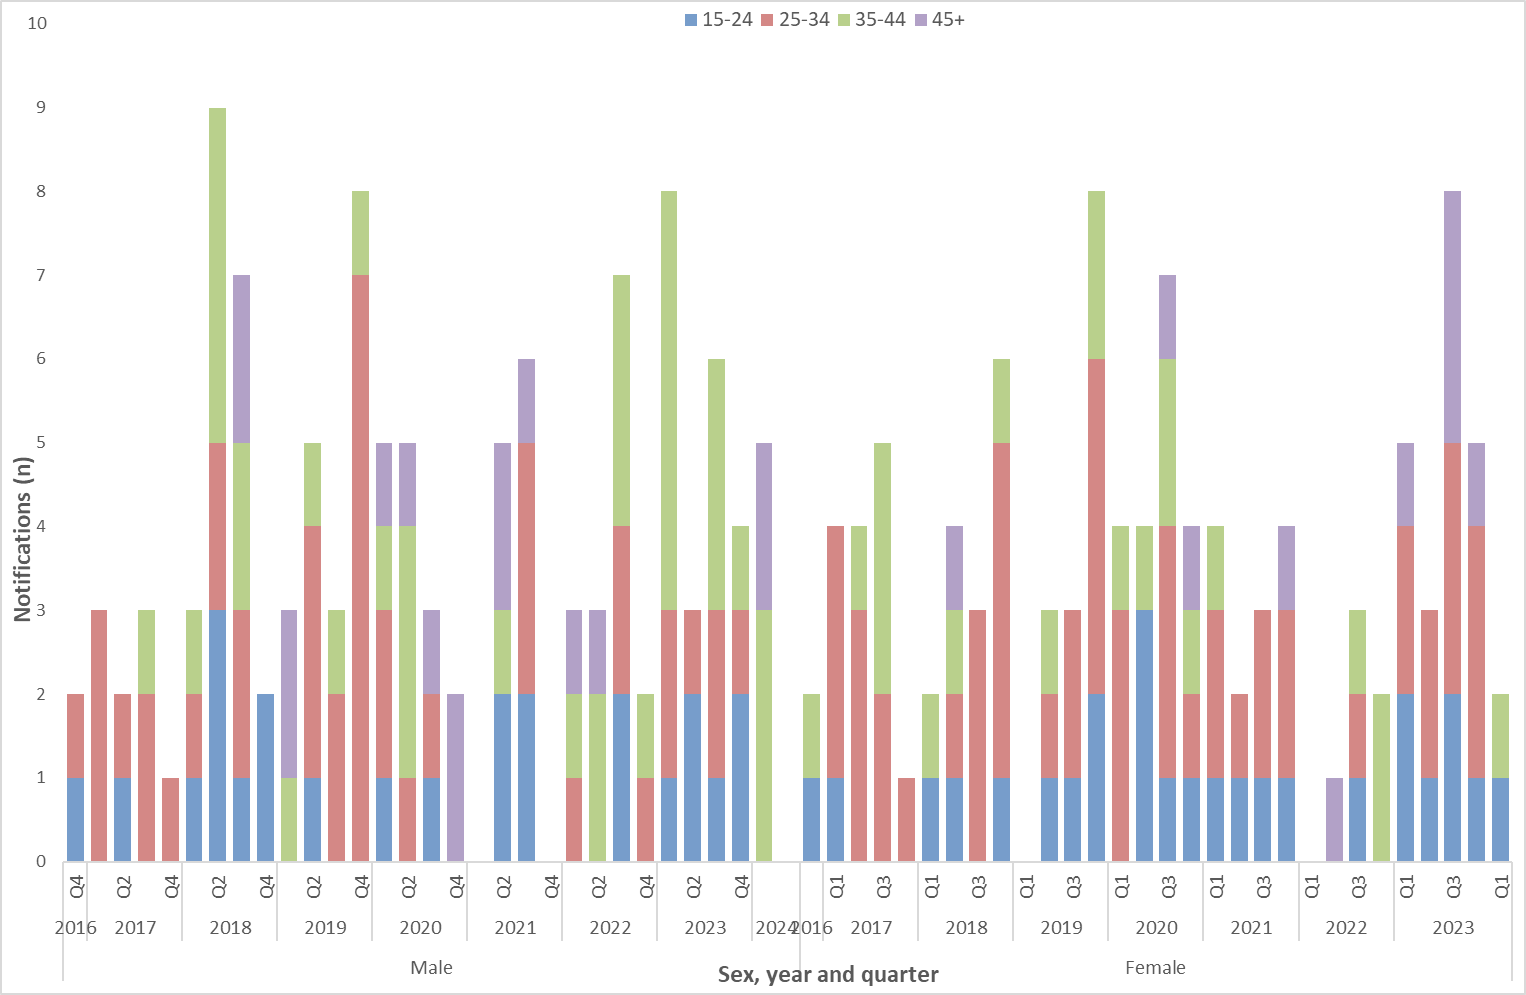 15-24 25-34 35-44 45+
10
9
8
7
6
5
4
3
2
1
0
Notifications (n)
Q4 Q2 Q4 Q2 Q4 Q2 Q4 Q2 Q4 Q2 Q4 Q2 Q4 Q2 Q4 Q1 Q3 Q1 Q3 Q1 Q3 Q1 Q3 Q1 Q3 Q1 Q3 Q1 Q3 Q1
2016 2017 2018 2019 2020 2021 2022 2023 2024 2016 2017 2018 2019 2020 2021 2022 2023
Male Female
Sex, year and quarter